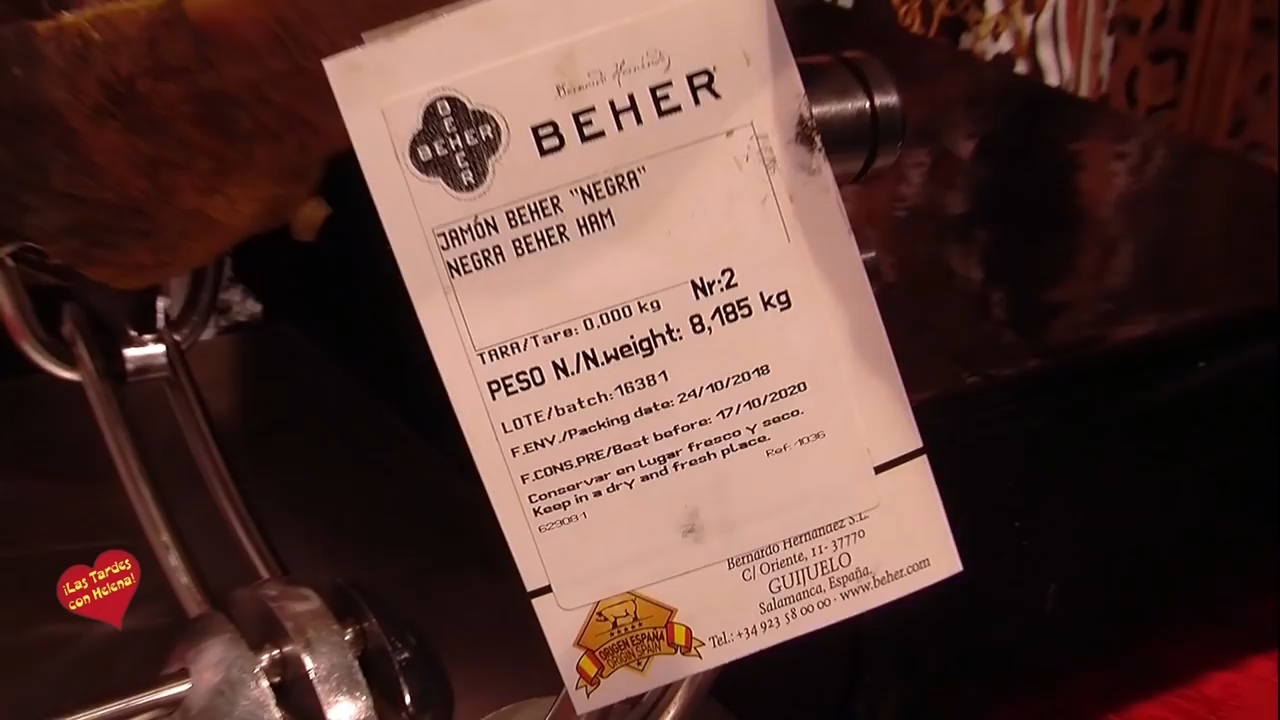 Bernardo Hernández
BEHER
BEHER
BEHER
JAMÓN BEHER "NEGRA"
NEGRA BEHER HAM
Nr:2
TARA/Tare: 0,000 kg
PESO N./N.weight: 8,185 kg
LOTE/batch:16381
F.ENV./Packing date: 24/10/2018
F.CONS.PRE/Best before: 17/10/2020
Conservar en Lugar fresco y seco.
Keep in a dry and fresh place.
Ref: 1036
629081
Bernardo Hernández S.L.
C/ Oriente, 11- 37770
GUIJUELO
Salamanca, España.
Tel.: +34 923 58 00 00 · www.beher.com
ORIGEN ESPAÑA
ORIGIN SPAIN
¡Las Tardes
con Helena!